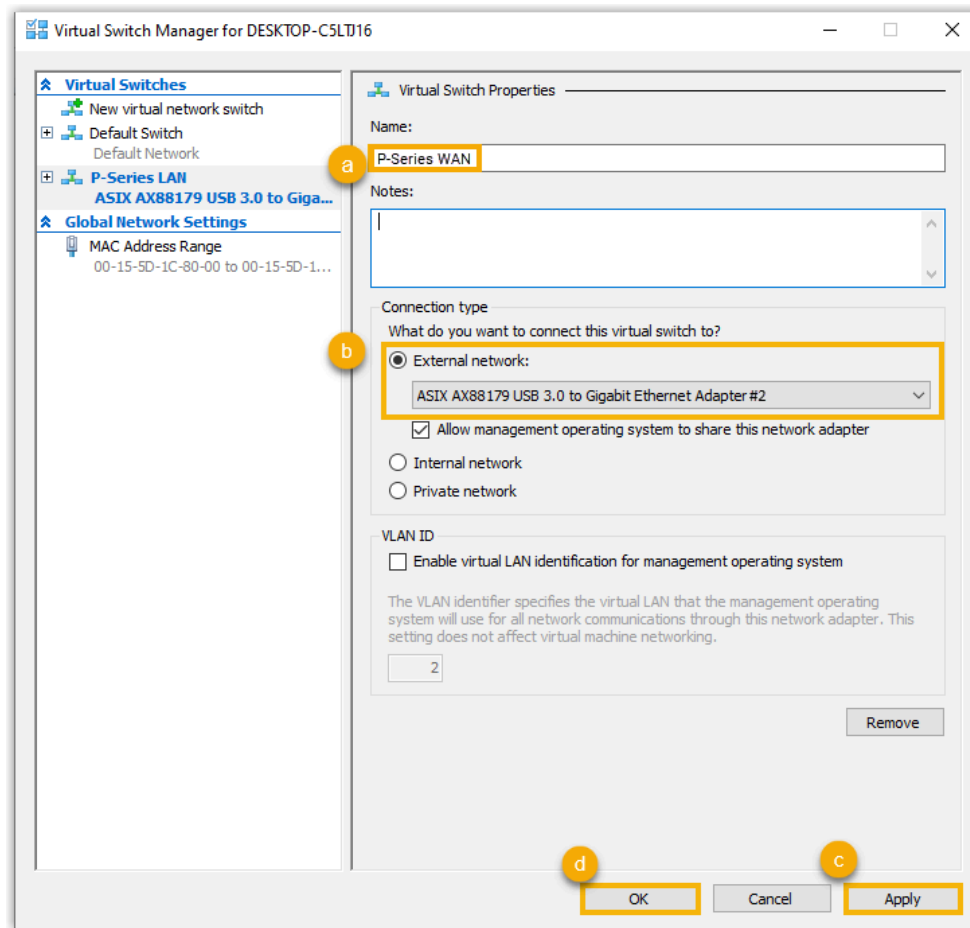 Virtual Switch Manager for DESKTOP-C5LTJ16
Virtual Switches
New virtual network switch
Default Switch
Default Network
P-Series LAN
ASIX AX88179 USB 3.0 to Giga...
Global Network Settings
MAC Address Range
00-15-5D-1C-80-00 to 00-15-5D-1...
Virtual Switch Properties
Name:
a
P-Series WAN
Notes:
Connection type
What do you want to connect this virtual switch to?
b
External network:
ASIX AX88179 USB 3.0 to Gigabit Ethernet Adapter #2
Allow management operating system to share this network adapter
Internal network
Private network
VLAN ID
Enable virtual LAN identification for management operating system
The VLAN identifier specifies the virtual LAN that the management operating
system will use for all network communications through this network adapter. This
setting does not affect virtual machine networking.
2
Remove
d
c
OK
Cancel
Apply